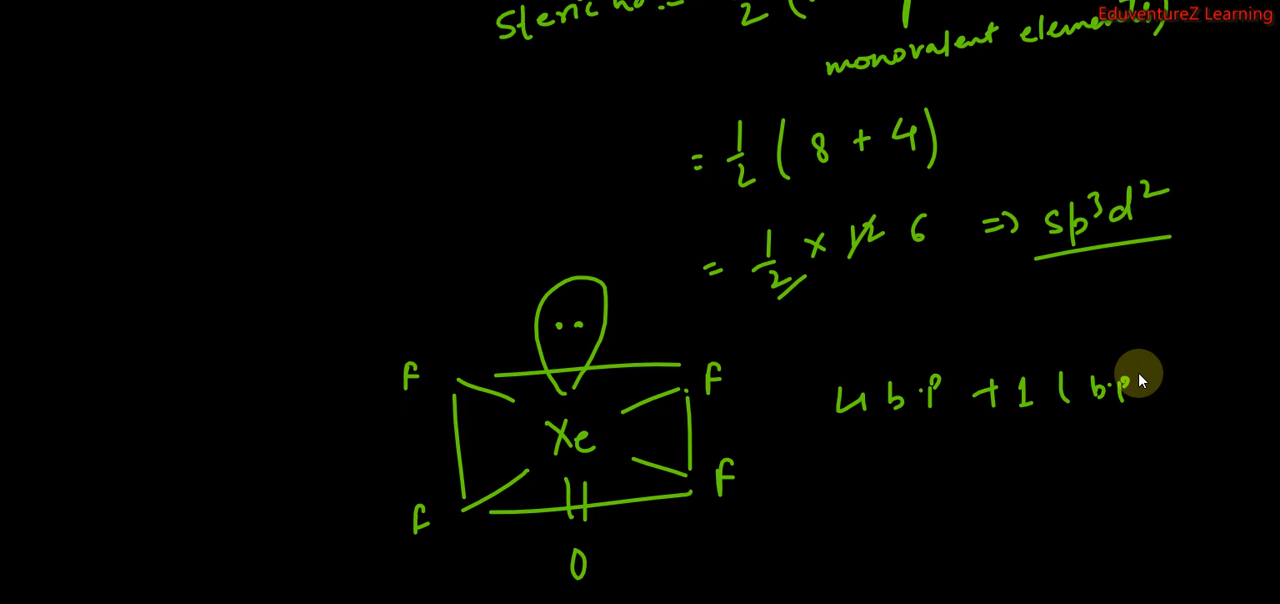 EduventureZ Learning
Steric no. :- 1/2 (
monovalent elements)
= 1/2 ( 8 + 4 )
= 1/2 x 12 6 => sp³d²
F F
4 b.p + 1 ( b.p
Xe
F F
O